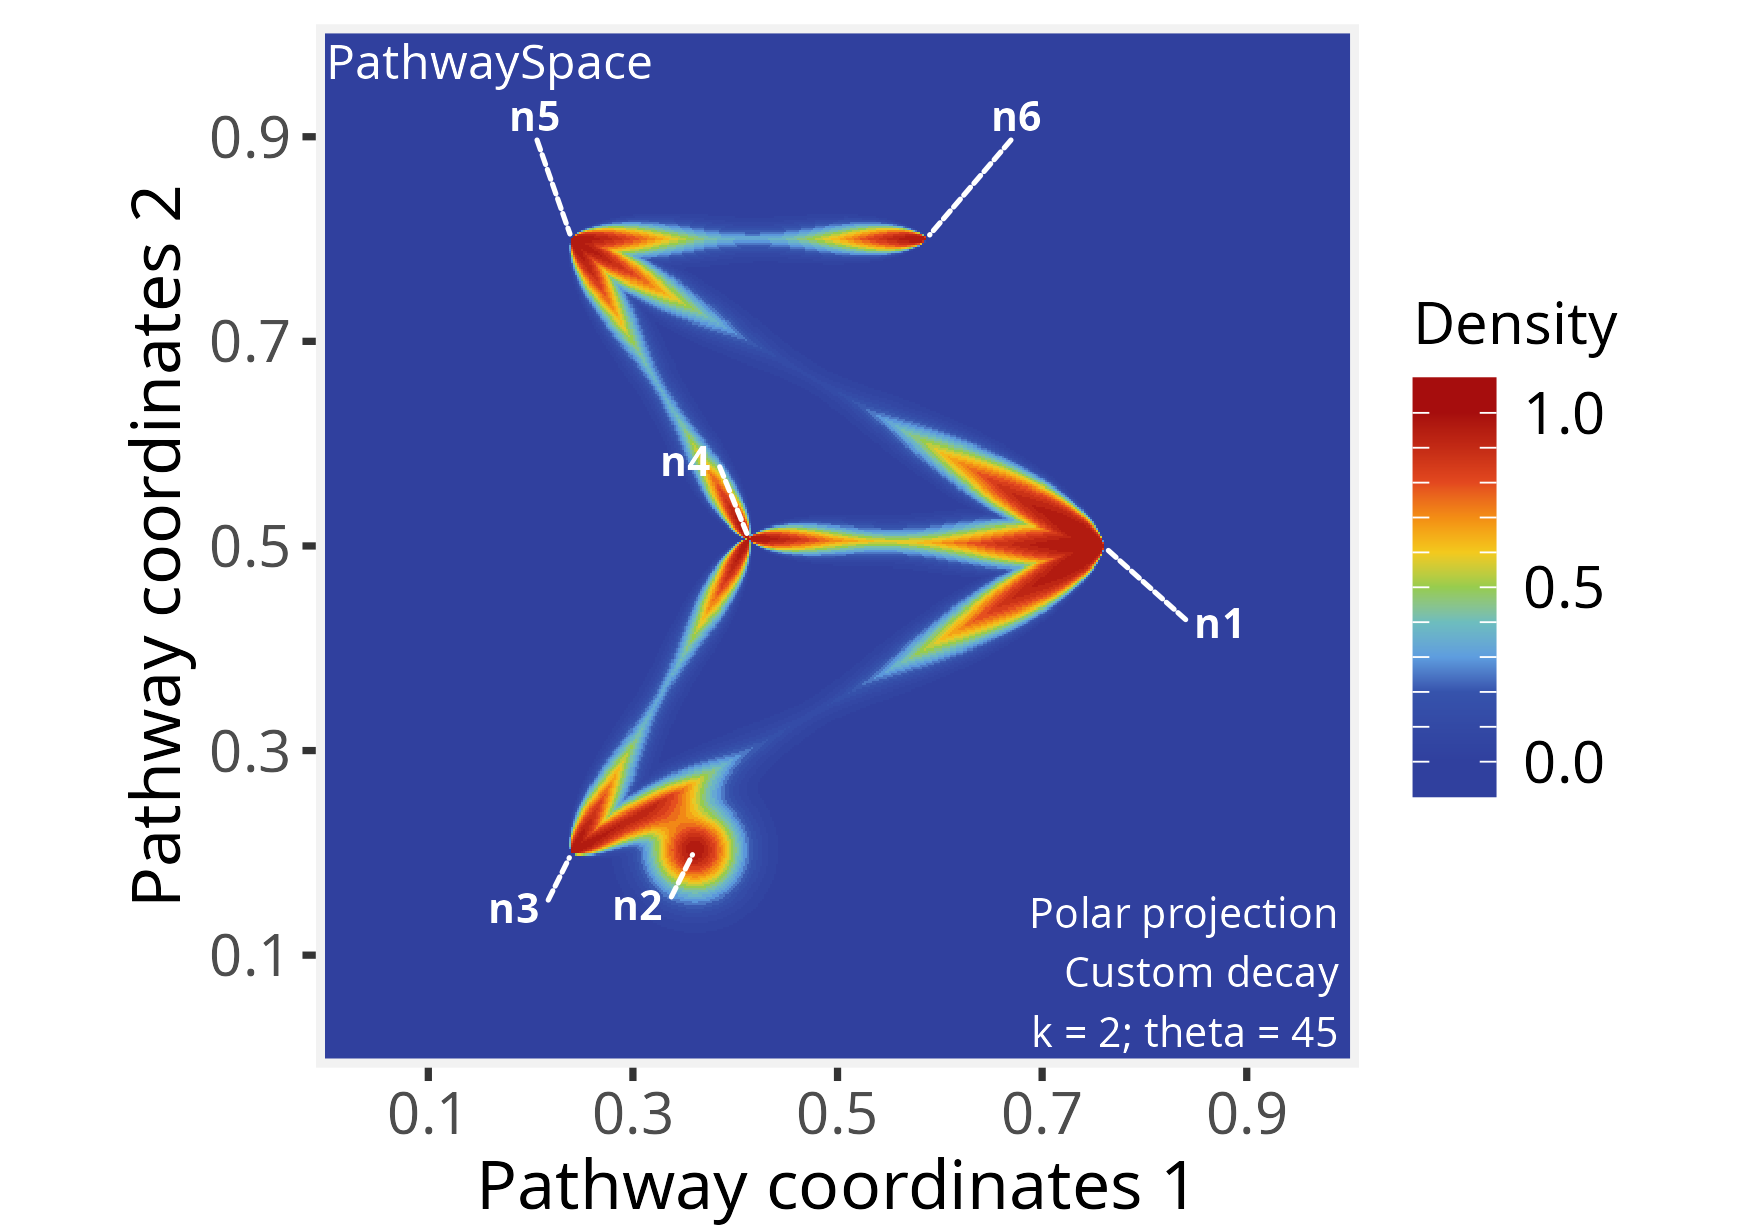 PathwaySpace
n5
n6
n4
n1
n3
n2
Polar projection
Custom decay
k = 2; theta = 45
0.9
0.7
0.5
0.3
0.1
Pathway coordinates 2
0.1
0.3
0.5
0.7
0.9
Pathway coordinates 1
Density
1.0
0.5
0.0